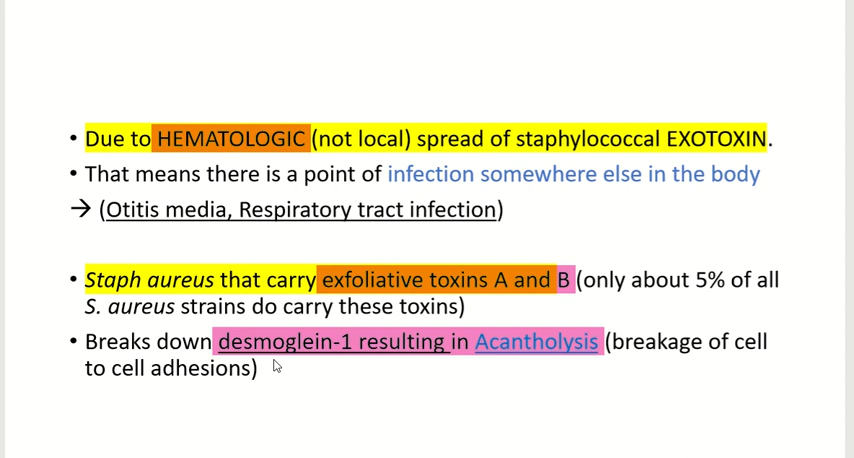 • Due to HEMATOLOGIC (not local) spread of staphylococcal EXOTOXIN.
• That means there is a point of infection somewhere else in the body
→ (Otitis media, Respiratory tract infection)
• Staph aureus that carry exfoliative toxins A and B (only about 5% of all
S. aureus strains do carry these toxins)
• Breaks down desmoglein-1 resulting in Acantholysis (breakage of cell
to cell adhesions)